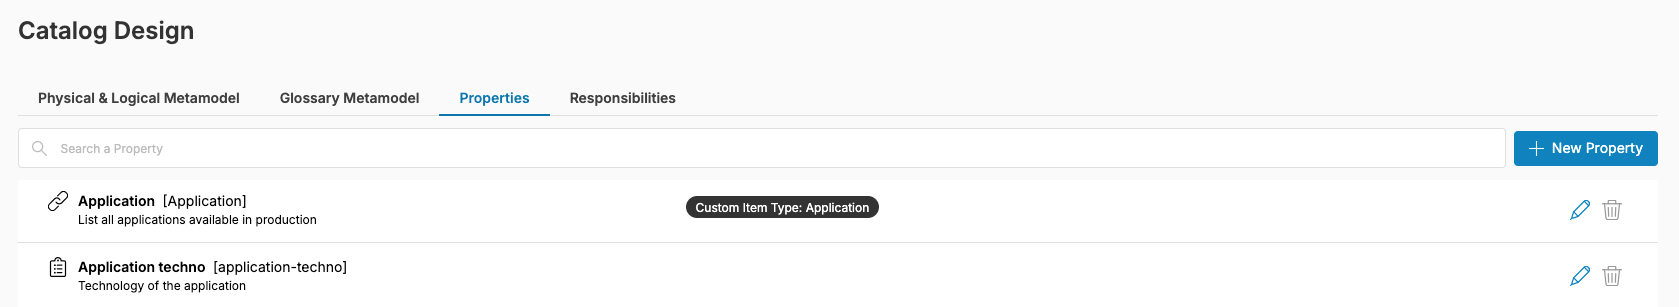 Catalog Design
Physical & Logical Metamodel Glossary Metamodel Properties Responsibilities
Search a Property
New Property
Application [Application]
List all applications available in production
Custom Item Type: Application
Application techno [application-techno]
Technology of the application